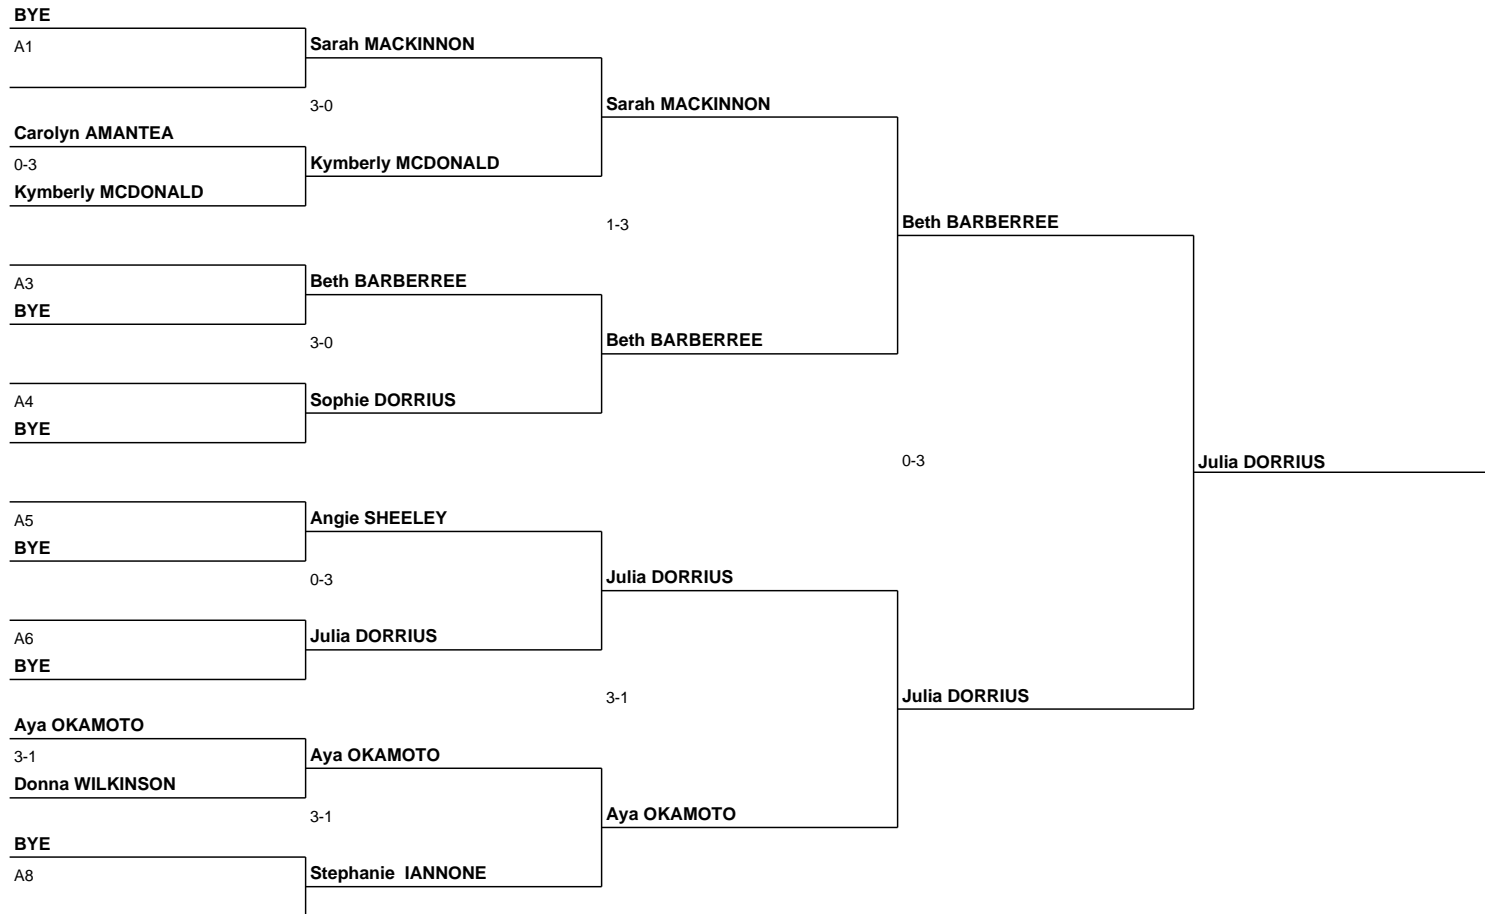 BYE
A1
Sarah MACKINNON
3-0
Sarah MACKINNON
Carolyn AMANTEA
0-3
Kymberly MCDONALD
Kymberly MCDONALD
1-3
Beth BARBERREE
A3
Beth BARBERREE
BYE
3-0
Beth BARBERREE
A4
Sophie DORRIUS
BYE
0-3
Julia DORRIUS
A5
Angie SHEELEY
BYE
0-3
Julia DORRIUS
A6
Julia DORRIUS
BYE
3-1
Julia DORRIUS
Aya OKAMOTO
3-1
Aya OKAMOTO
Donna WILKINSON
3-1
Aya OKAMOTO
BYE
A8
Stephanie  IANNONE